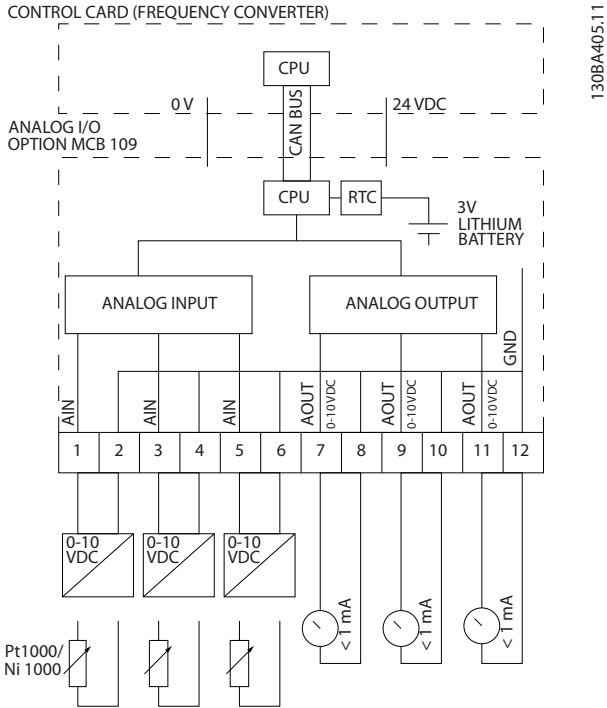 CONTROL CARD (FREQUENCY CONVERTER)
130BA405.11
CPU
0 V
CAN BUS
24 VDC
ANALOG I/O
OPTION MCB 109
CPU
RTC
3V
LITHIUM
BATTERY
ANALOG INPUT
ANALOG OUTPUT
GND
AIN
AIN
AIN
AOUT
0-10VDC
AOUT
0-10VDC
AOUT
0-10VDC
1 2 3 4 5 6 7 8 9 10 11 12
0-10
VDC
0-10
VDC
0-10
VDC
< 1 mA
< 1 mA
< 1 mA
Pt1000/
Ni 1000